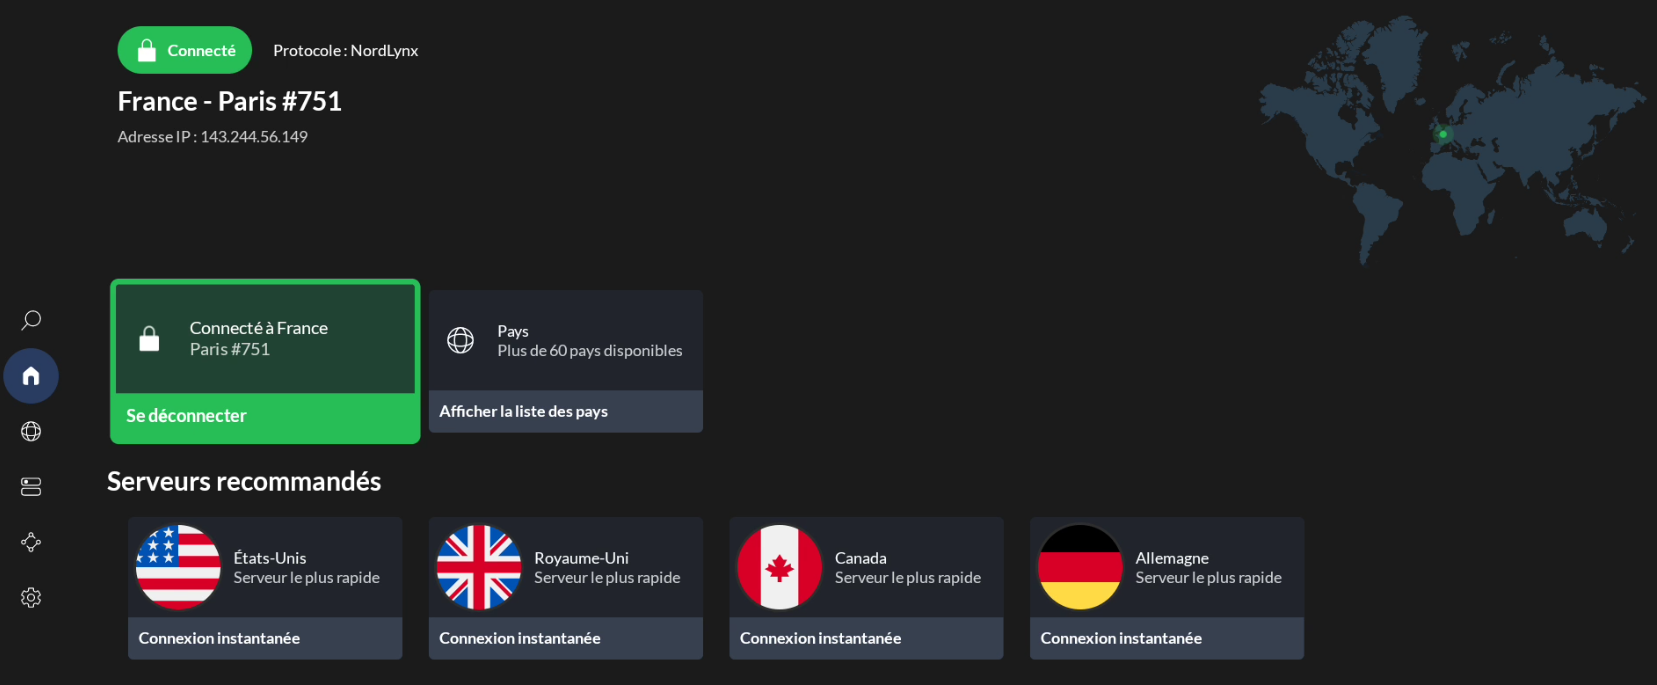 Connecté
Protocole : NordLynx
France - Paris #751
Adresse IP : 143.244.56.149
Connecté à France
Paris #751
Se déconnecter
Pays
Plus de 60 pays disponibles
Afficher la liste des pays
Serveurs recommandés
États-Unis
Serveur le plus rapide
Connexion instantanée
Royaume-Uni
Serveur le plus rapide
Connexion instantanée
Canada
Serveur le plus rapide
Connexion instantanée
Allemagne
Serveur le plus rapide
Connexion instantanée